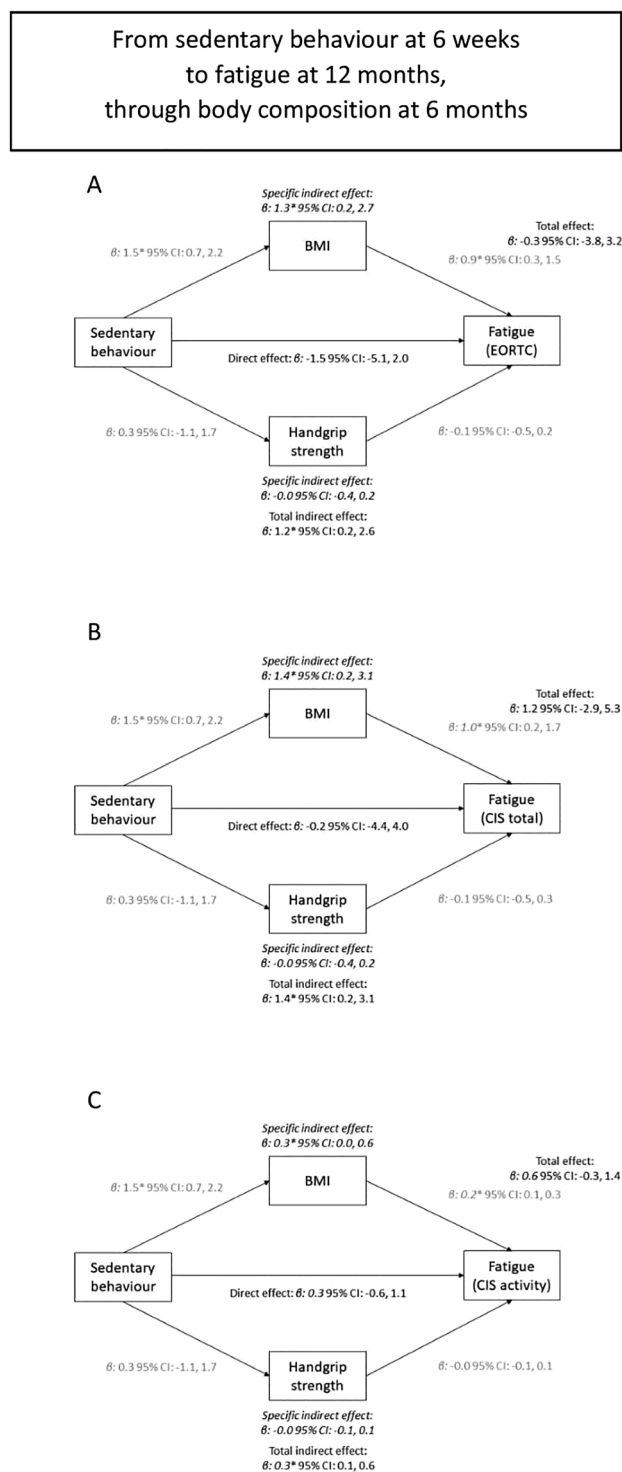 From sedentary behaviour at 6 weeks
to fatigue at 12 months,
through body composition at 6 months
A
Specific indirect effect:
β: 1.3* 95% CI: 0.2, 2.7
Total effect:
β: -0.3 95% CI: -3.8, 3.2
β: 1.5* 95% CI: 0.7, 2.2
BMI
β: 0.9* 95% CI: 0.3, 1.5
Sedentary
behaviour
Fatigue
(EORTC)
Direct effect: β: -1.5 95% CI: -5.1, 2.0
β: 0.3 95% CI: -1.1, 1.7
Handgrip
strength
β: -0.1 95% CI: -0.5, 0.2
Specific indirect effect:
β: -0.0 95% CI: -0.4, 0.2
Total indirect effect:
β: 1.2* 95% CI: 0.2, 2.6
B
Specific indirect effect:
β: 1.4* 95% CI: 0.2, 3.1
Total effect:
β: 1.2 95% CI: -2.9, 5.3
β: 1.5* 95% CI: 0.7, 2.2
BMI
β: 1.0* 95% CI: 0.2, 1.7
Sedentary
behaviour
Fatigue
(CIS total)
Direct effect: β: -0.2 95% CI: -4.4, 4.0
β: 0.3 95% CI: -1.1, 1.7
Handgrip
strength
β: -0.1 95% CI: -0.5, 0.3
Specific indirect effect:
β: -0.0 95% CI: -0.4, 0.2
Total indirect effect:
β: 1.4* 95% CI: 0.2, 3.1
C
Specific indirect effect:
β: 0.3* 95% CI: 0.0, 0.6
Total effect:
β: 0.6 95% CI: -0.3, 1.4
β: 1.5* 95% CI: 0.7, 2.2
BMI
β: 0.2* 95% CI: 0.1, 0.3
Sedentary
behaviour
Fatigue
(CIS activity)
Direct effect: β: 0.3 95% CI: -0.6, 1.1
β: 0.3 95% CI: -1.1, 1.7
Handgrip
strength
β: -0.0 95% CI: -0.1, 0.1
Specific indirect effect:
β: -0.0 95% CI: -0.1, 0.1
Total indirect effect:
β: 0.3* 95% CI: 0.1, 0.6